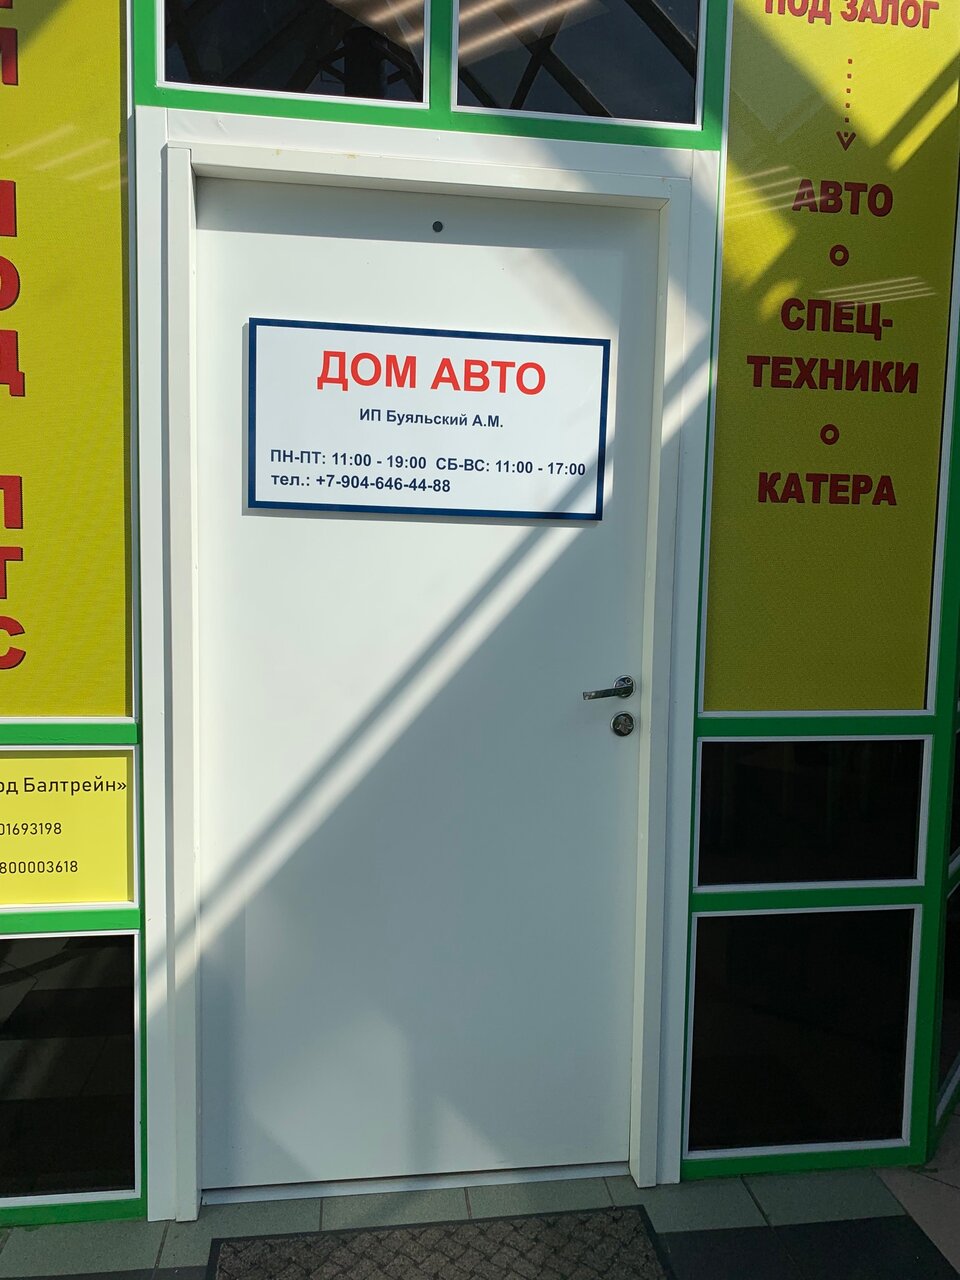 ПОД ЗАЛОГ
АВТО
СПЕЦ-
ТЕХНИКИ
КАТЕРА
ДОМ АВТО
ИП Буяльский А.М.
ПН-ПТ: 11:00 - 19:00 СБ-ВС: 11:00 - 17:00
тел.: +7-904-646-44-88
П
Т
С
од Балтрейн»
01693198
800003618